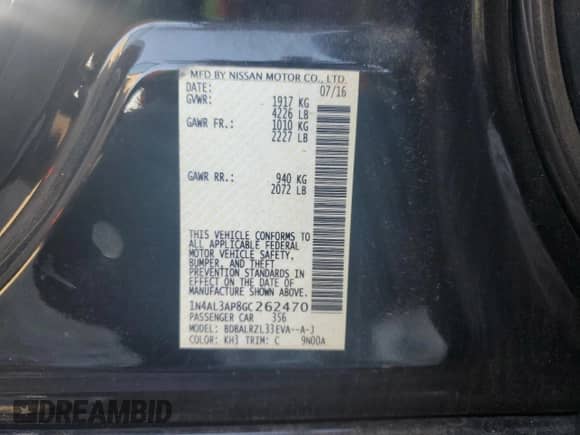 MFD BY NISSAN MOTOR CO., LTD.
DATE: 07/16
GVWR: 1917 KG
4226 LB
GAWR FR.: 1010 KG
2227 LB
GAWR RR.: 940 KG
2072 LB
THIS VEHICLE CONFORMS TO
ALL APPLICABLE FEDERAL
MOTOR VEHICLE SAFETY,
BUMPER, AND THEFT
PREVENTION STANDARDS IN
EFFECT ON THE DATE OF
MANUFACTURE SHOWN ABOVE.
1N4AL3AP8GC262470
PASSENGER CAR 356
MODEL: BDBALRZL33EVA--A-J
COLOR: KH3 TRIM: C 9N00A
DREAMBID